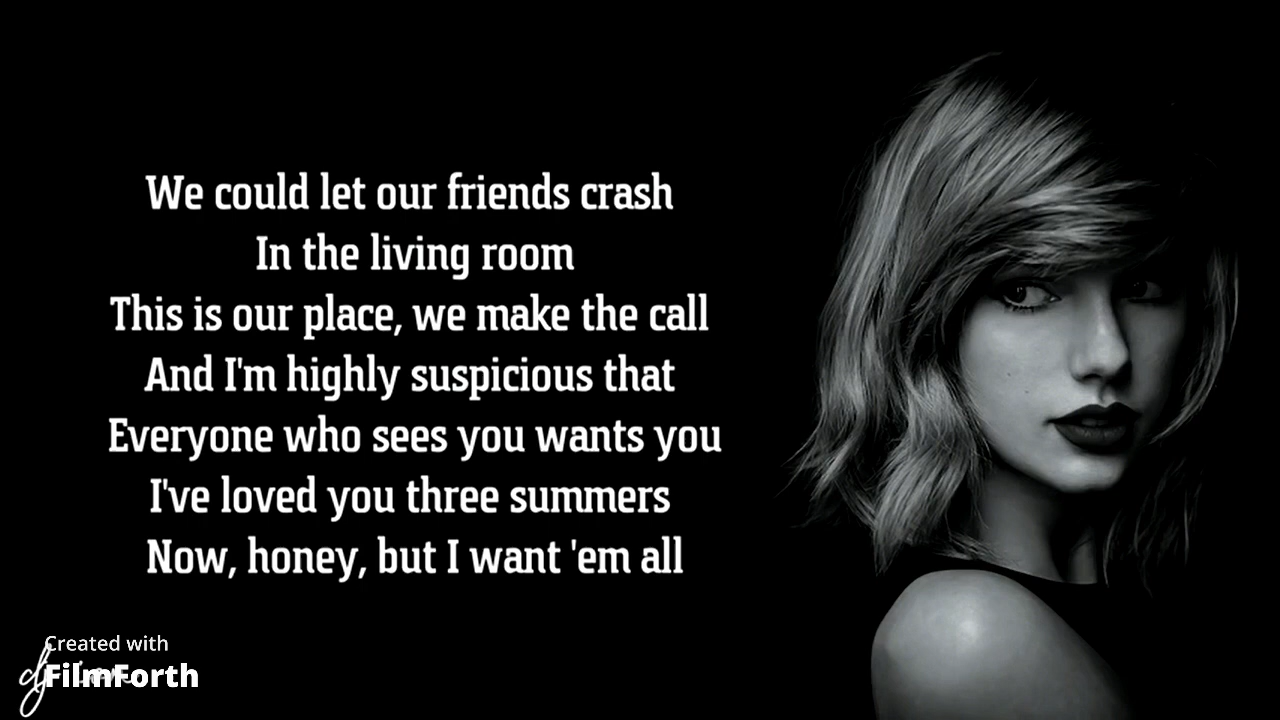 We could let our friends crash
In the living room
This is our place, we make the call
And I'm highly suspicious that
Everyone who sees you wants you
I've loved you three summers
Now, honey, but I want 'em all
Created with
FilmForth